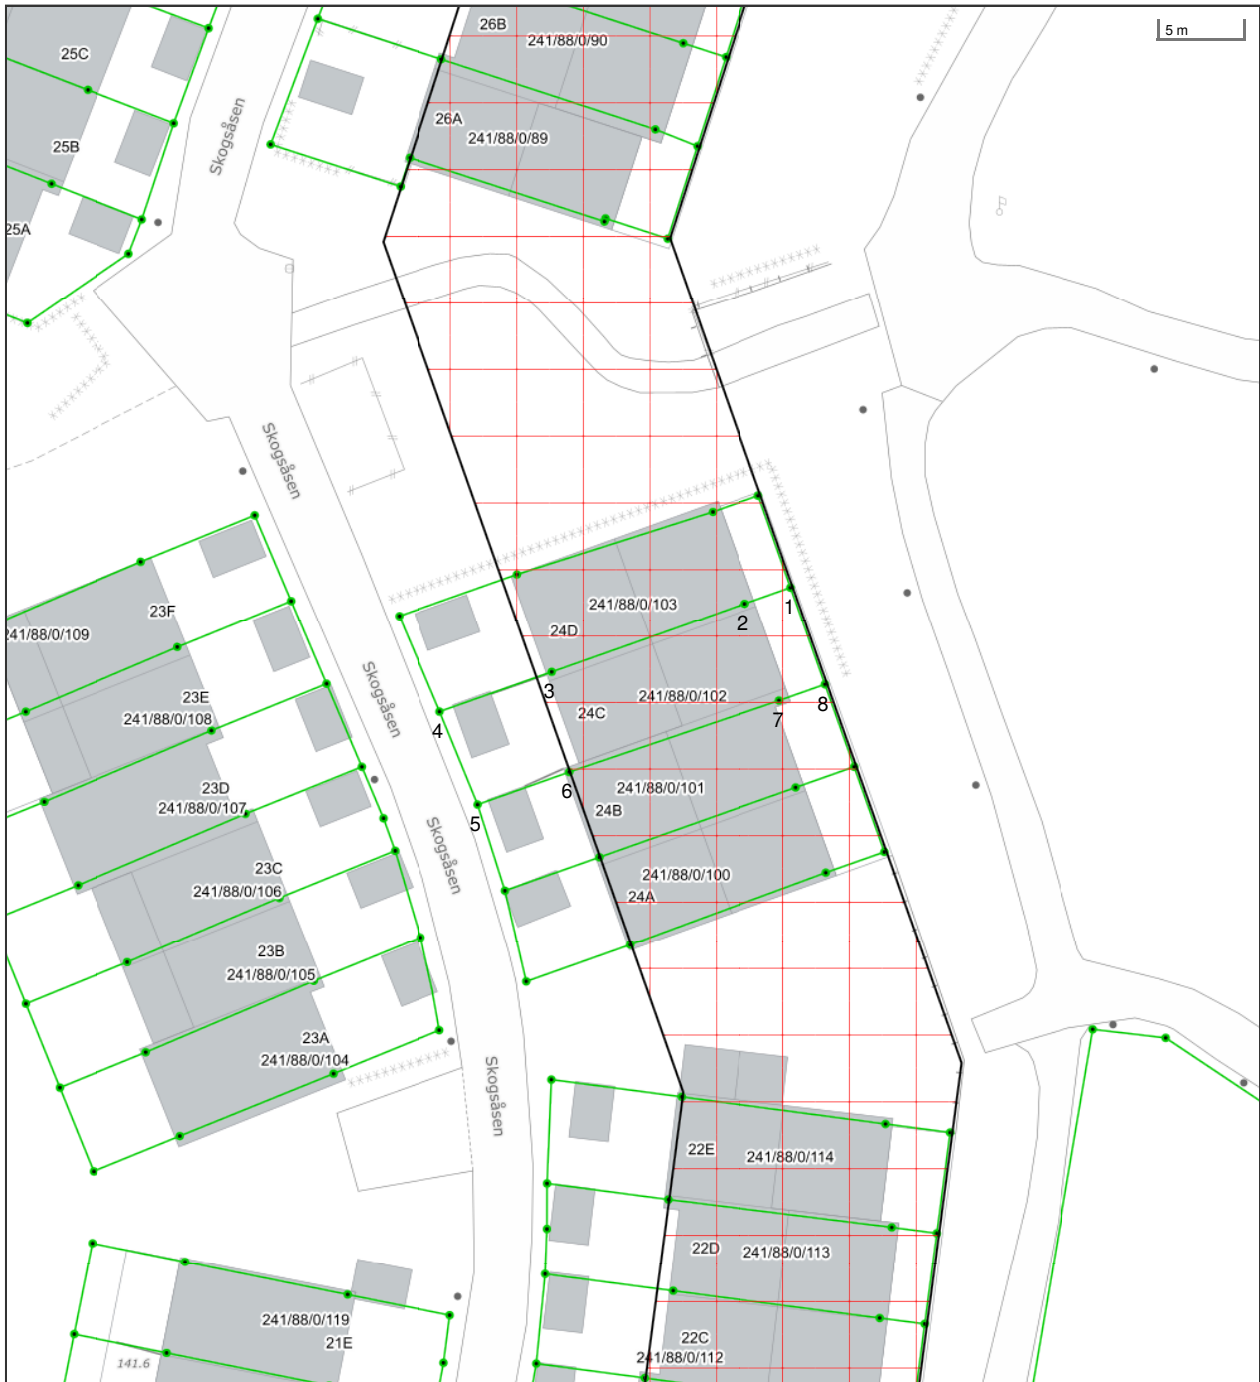 26B
241/88/0/90
5 m
25C
Skogsåsen
26A
241/88/0/89
25B
25A
Skogsåsen
241/88/0/103
1
23F
2
241/88/0/109
24D
Skogsåsen
3
23E
241/88/0/102
8
24C
7
241/88/0/108
4
23D
241/88/0/101
6
241/88/0/107
24B
5
Skogsåsen
23C
241/88/0/100
241/88/0/106
24A
23B
241/88/0/105
23A
241/88/0/104
Skogsåsen
22E
241/88/0/114
22D
241/88/0/113
241/88/0/119
22C
21E
241/88/0/112
141.6